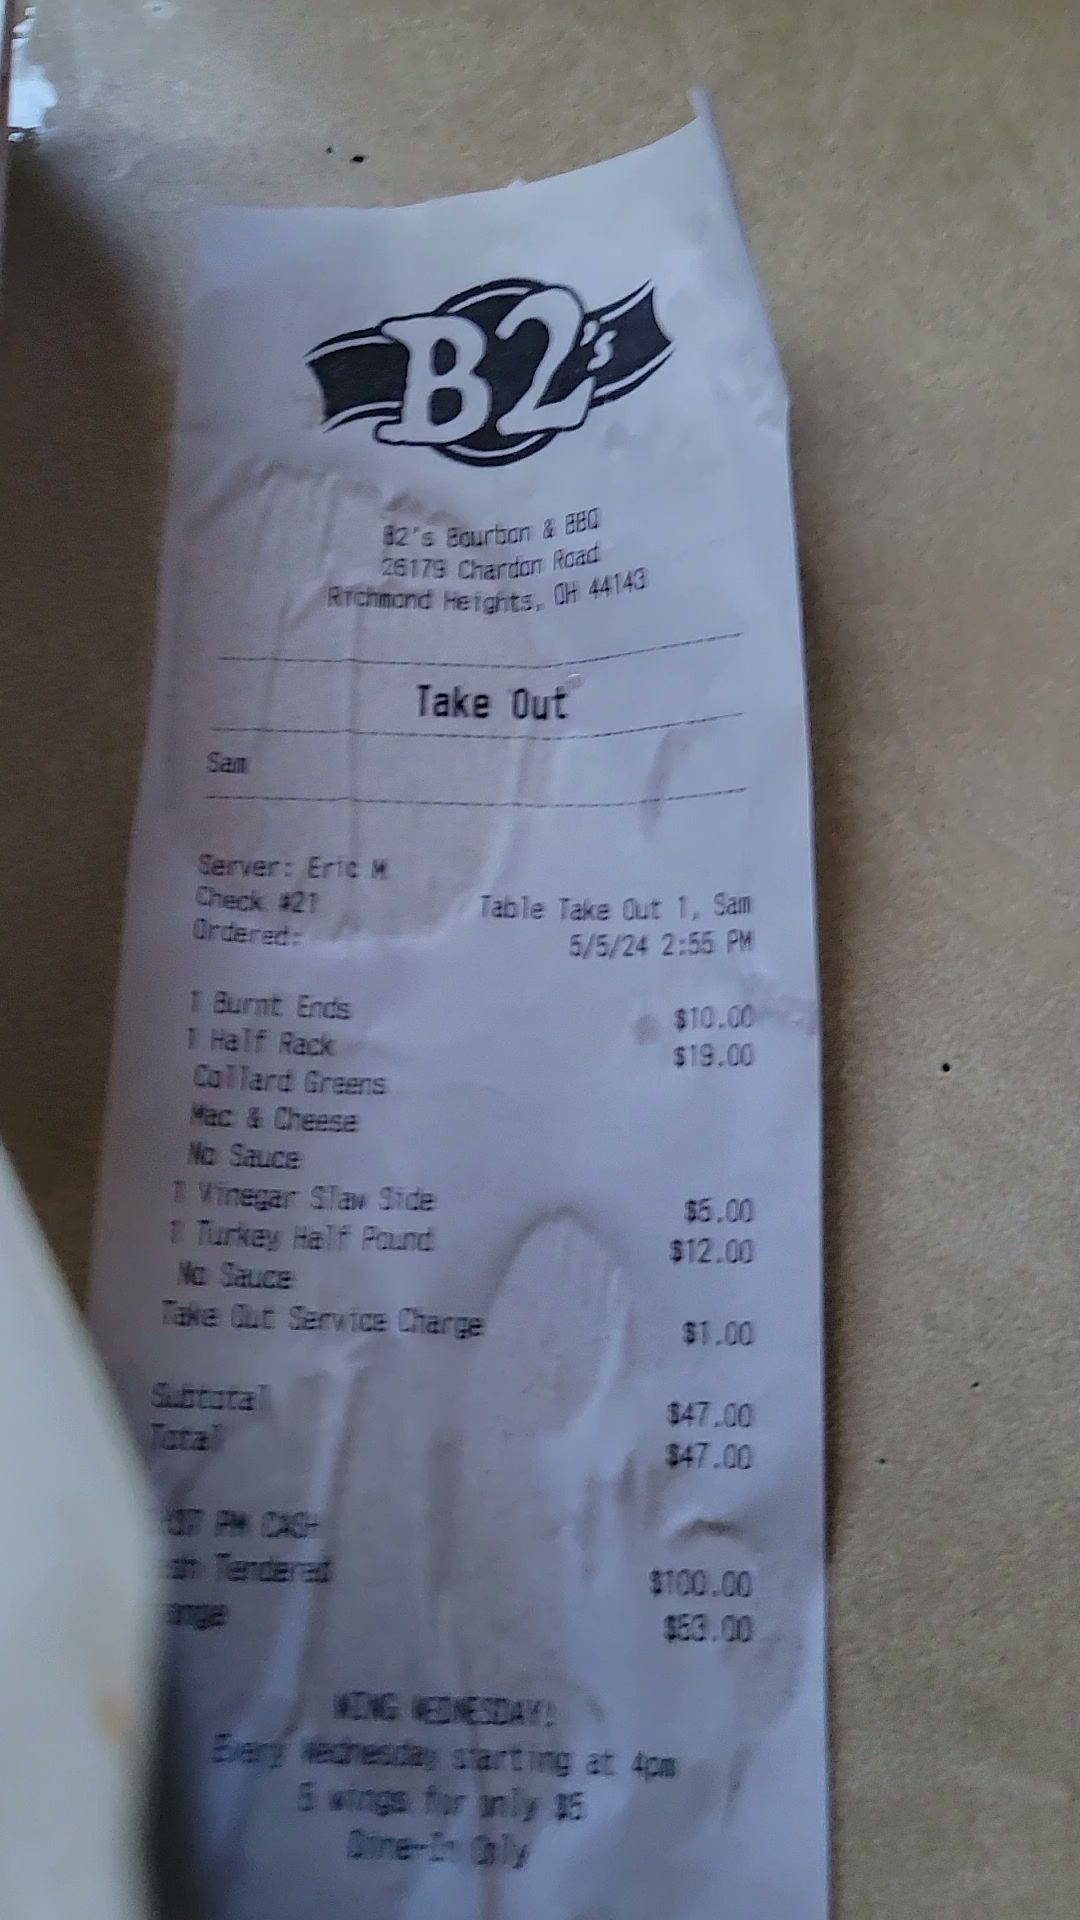 B2's
B2's Bourbon & BBQ
26179 Chardon Road
Richmond Heights, OH 44143
Take Out
Sam
Server: Eric M
Check #21 Table Take Out 1, Sam
Ordered: 5/5/24 2:55 PM
1 Burnt Ends $10.00
1 Half Rack $19.00
Collard Greens
Mac & Cheese
No Sauce
1 Vinegar Slaw Side $5.00
1 Turkey Half Pound $12.00
No Sauce
Take Out Service Charge $1.00
Subtotal $47.00
Total $47.00
PM CASH
Tendered $100.00
$53.00
WING WEDNESDAY!
Every Wednesday starting at 4pm
5 wings for only $5
Dine-In Only